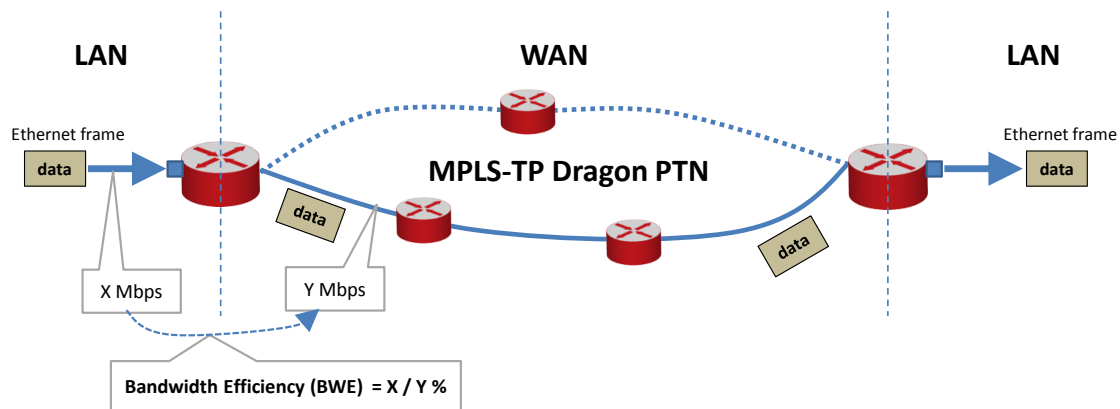 LAN
WAN
LAN
Ethernet frame
Ethernet frame
data
MPLS-TP Dragon PTN
data
data
data
X Mbps
Y Mbps
Bandwidth Efficiency (BWE) = X / Y %